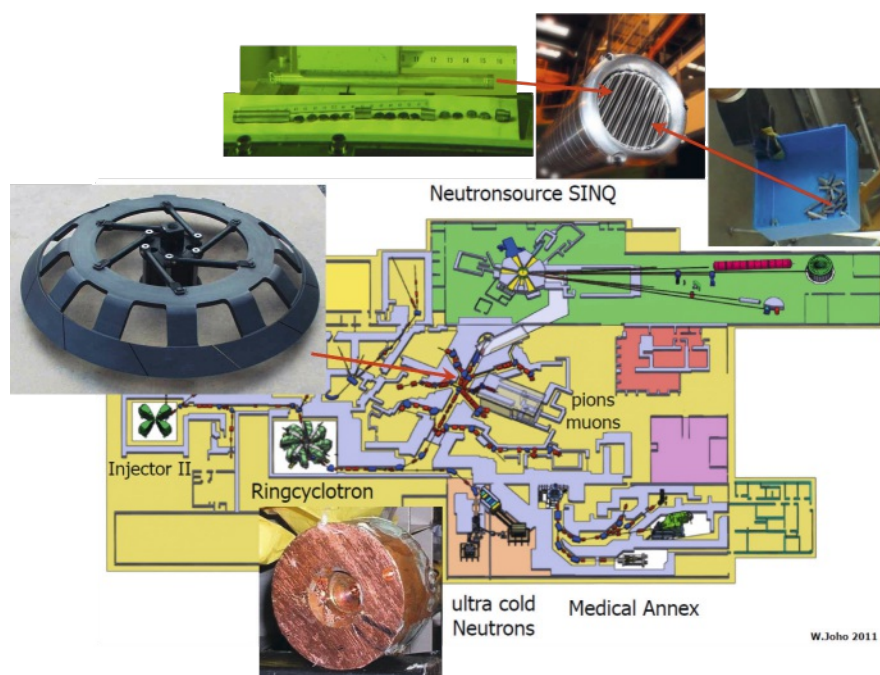 Neutronsource SINQ
pions
muons
Injector II
Ringcyclotron
ultra cold
Neutrons
Medical Annex
W.Joho 2011